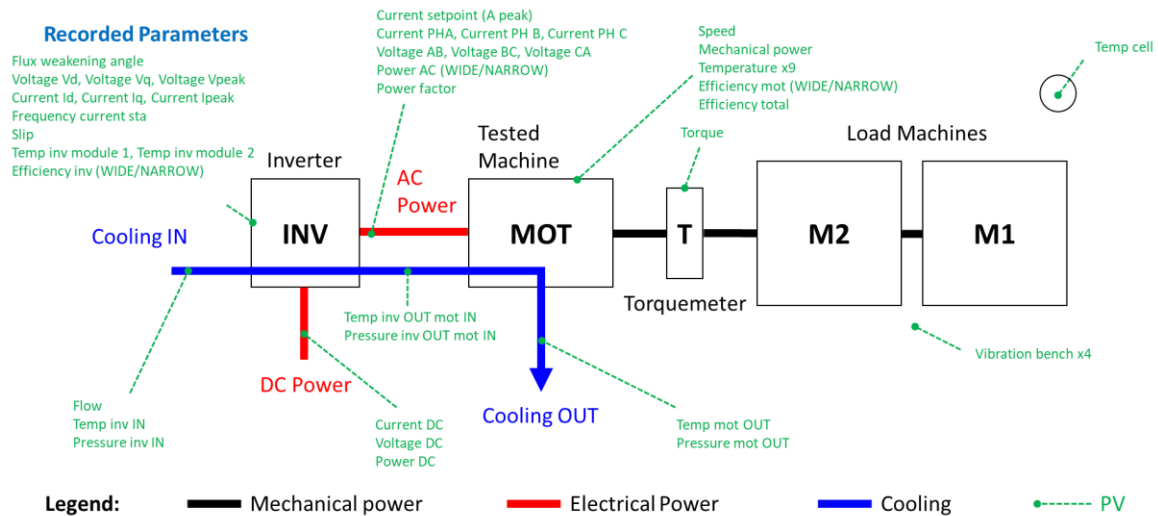 Recorded Parameters
Flux weakening angle
Voltage Vd, Voltage Vq, Voltage Vpeak
Current Id, Current Iq, Current Ipeak
Frequency current sta
Slip
Temp inv module 1, Temp inv module 2
Efficiency inv (WIDE/NARROW)
Current setpoint (A peak)
Current PHA, Current PH B, Current PH C
Voltage AB, Voltage BC, Voltage CA
Power AC (WIDE/NARROW)
Power factor
Speed
Mechanical power
Temperature x9
Efficiency mot (WIDE/NARROW)
Efficiency total
Temp cell
Torque
Inverter
Tested
Machine
Load Machines
AC
Power
Cooling IN
INV
MOT
T
M2
M1
Torquemeter
Temp inv OUT mot IN
Pressure inv OUT mot IN
Vibration bench x4
DC Power
Cooling OUT
Flow
Temp inv IN
Pressure inv IN
Current DC
Voltage DC
Power DC
Temp mot OUT
Pressure mot OUT
Legend:
Mechanical power
Electrical Power
Cooling
PV